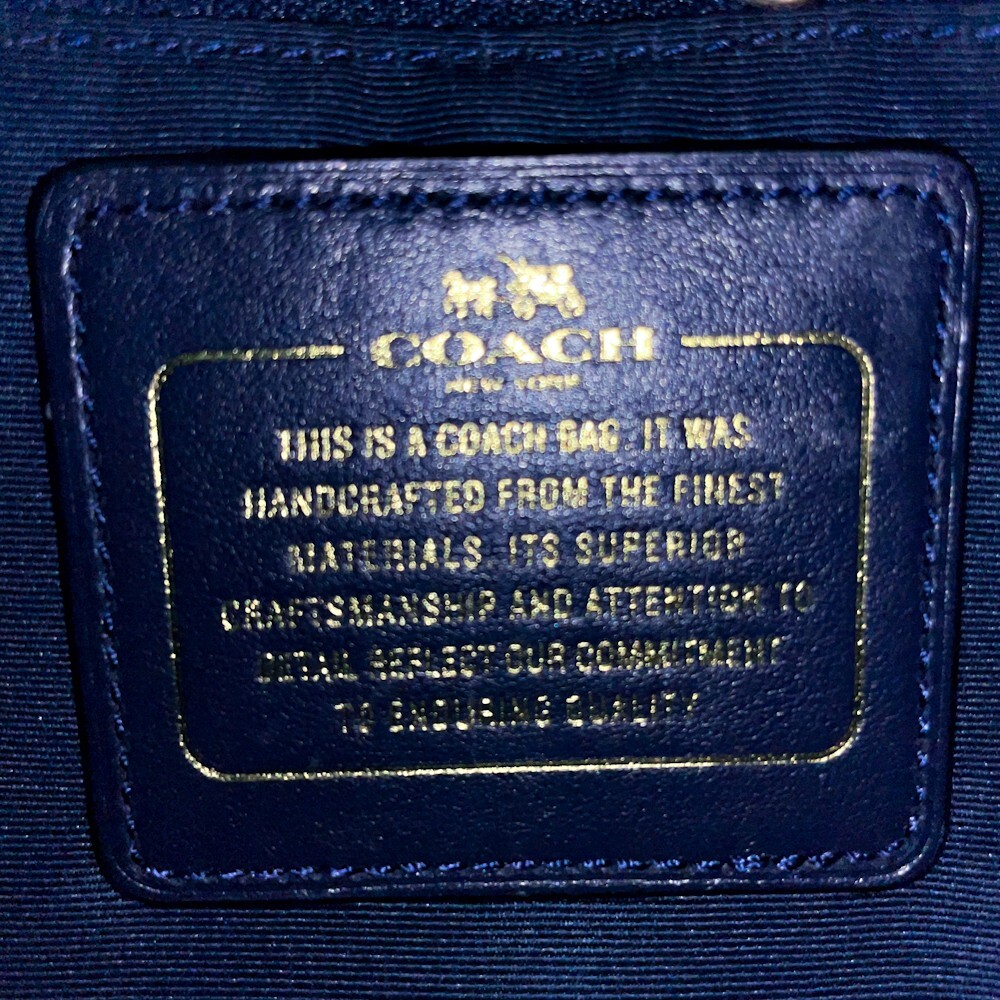 COACH
NEW YORK
THIS IS A COACH BAG. IT WAS
HANDCRAFTED FROM THE FINEST
MATERIALS. ITS SUPERIOR
CRAFTSMANSHIP AND ATTENTION TO
DETAIL REFLECT OUR COMMITMENT
TO ENDURING QUALITY